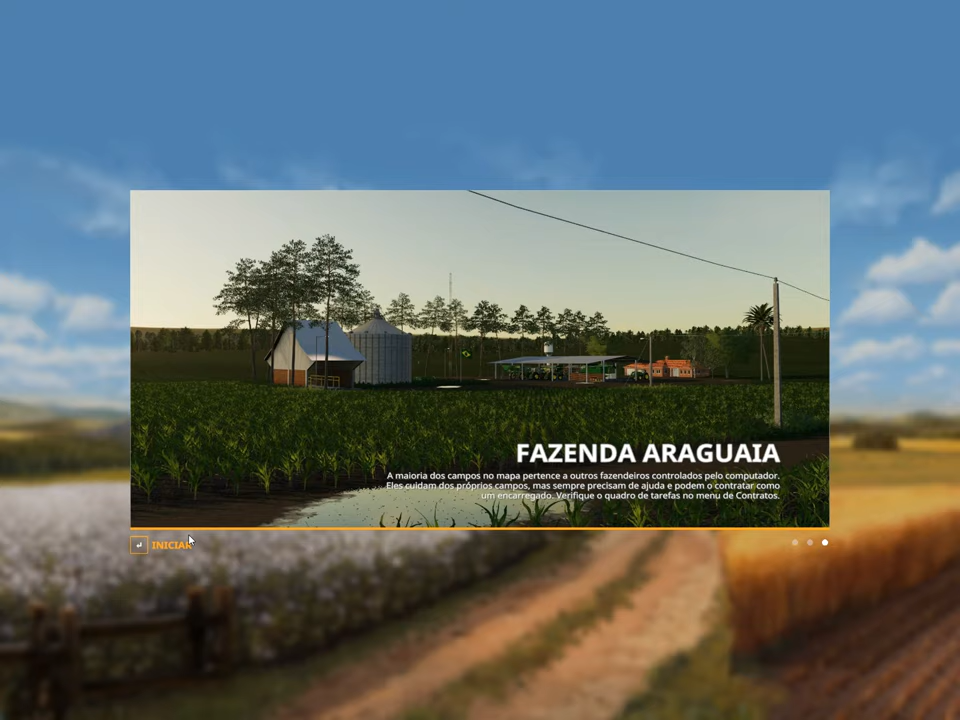 FAZENDA ARAGUAIA
A maioria dos campos no mapa pertence a outros fazendeiros controlados pelo computador.
Eles cuidam dos próprios campos, mas sempre precisam de ajuda e podem o contratar como
um encarregado. Verifique o quadro de tarefas no menu de Contratos.
INICIAR